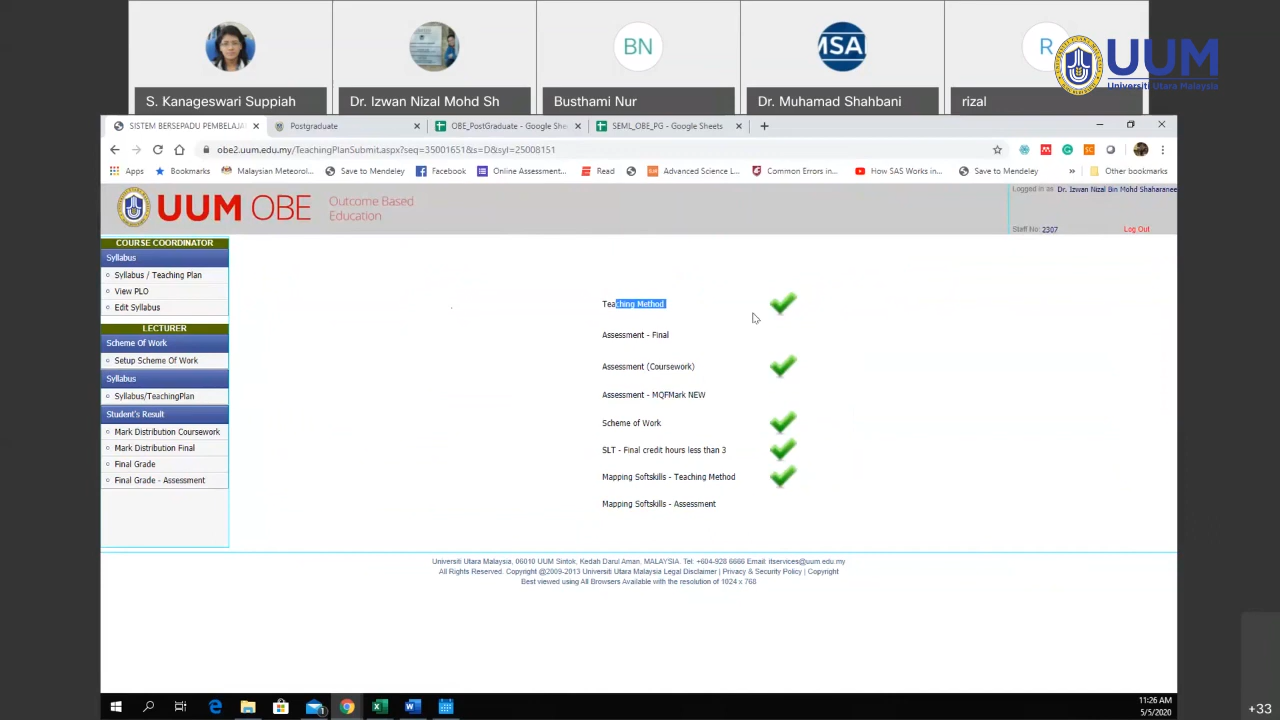 BN
MSA
R
UUM
Universiti Utara Malaysia
S. Kanageswari Suppiah
Dr. Izwan Nizal Mohd Sh
Busthami Nur
Dr. Muhamad Shahbani
rizal
SISTEM BERSEPADU PEMBELAJA
Postgraduate
OBE_PostGraduate - Google She
SEML_OBE_PG - Google Sheets
obe2.uum.edu.my/TeachingPlanSubmit.aspx?seq=35001651&s=D&syl=25008151
Apps
Bookmarks
Malaysian Meteorol...
Save to Mendeley
Facebook
Online Assessment...
Read
Advanced Science L...
Common Errors in...
How SAS Works in...
Save to Mendeley
»
Other bookmarks
UUM OBE
Outcome Based
Education
Logged in as Dr. Izwan Nizal Bin Mohd Shaharanee
Staff No: 2307
Log Out
COURSE COORDINATOR
Syllabus
Syllabus / Teaching Plan
View PLO
Edit Syllabus
LECTURER
Scheme Of Work
Setup Scheme Of Work
Syllabus
Syllabus/TeachingPlan
Student's Result
Mark Distribution Coursework
Mark Distribution Final
Final Grade
Final Grade - Assessment
Teaching Method
Assessment - Final
Assessment (Coursework)
Assessment - MQFMark NEW
Scheme of Work
SLT - Final credit hours less than 3
Mapping Softskills - Teaching Method
Mapping Softskills - Assessment
Universiti Utara Malaysia, 06010 UUM Sintok, Kedah Darul Aman, MALAYSIA. Tel: +604-928 6666 Email: itservices@uum.edu.my
All Rights Reserved. Copyright @2009-2013 Universiti Utara Malaysia Legal Disclaimer | Privacy & Security Policy | Copyright
Best viewed using All Browsers Available with the resolution of 1024 x 768
11:26 AM
5/5/2020
+33